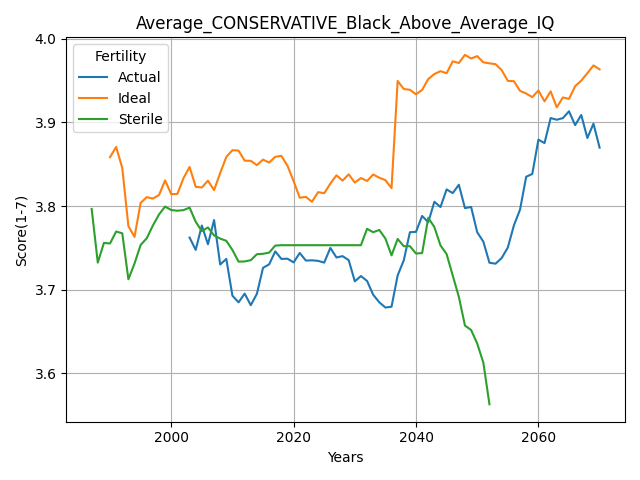 Average_CONSERVATIVE_Black_Above_Average_IQ
Fertility
Actual
Ideal
Sterile
Score(1-7)
4.0
3.9
3.8
3.7
3.6
2000 2020 2040 2060
Years